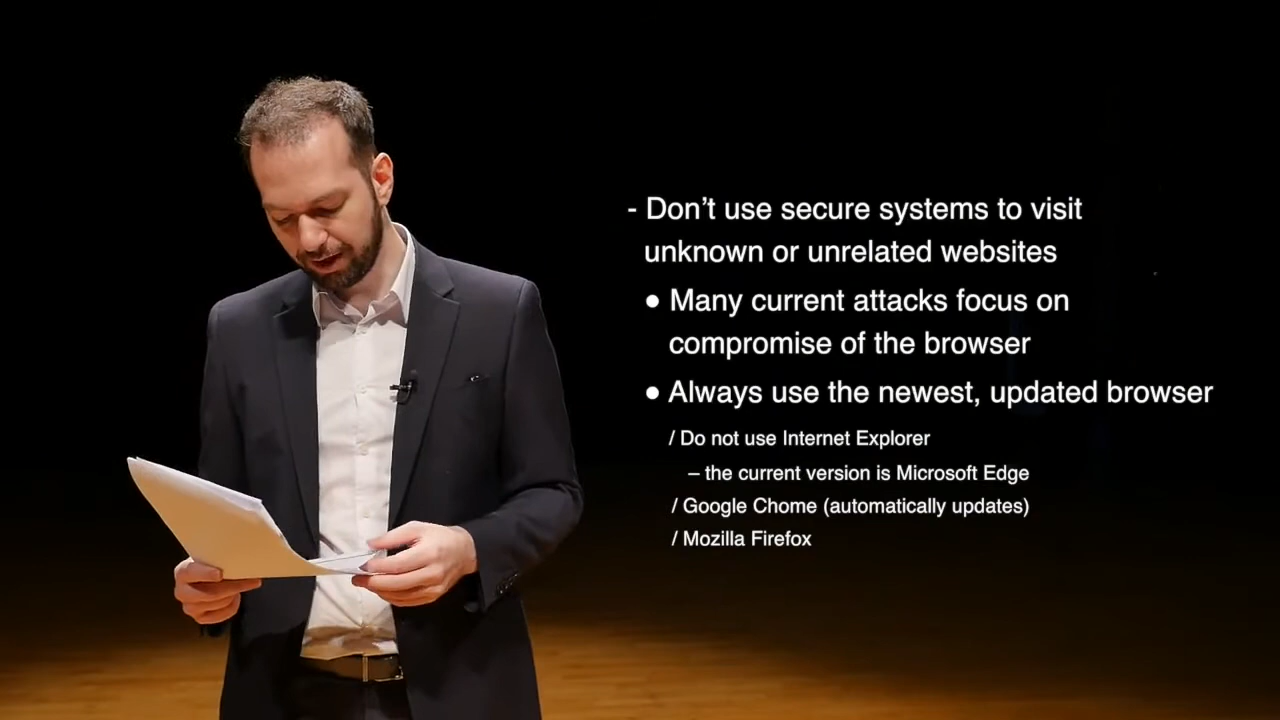 - Don’t use secure systems to visit
unknown or unrelated websites
● Many current attacks focus on
compromise of the browser
● Always use the newest, updated browser
/ Do not use Internet Explorer
– the current version is Microsoft Edge
/ Google Chome (automatically updates)
/ Mozilla Firefox